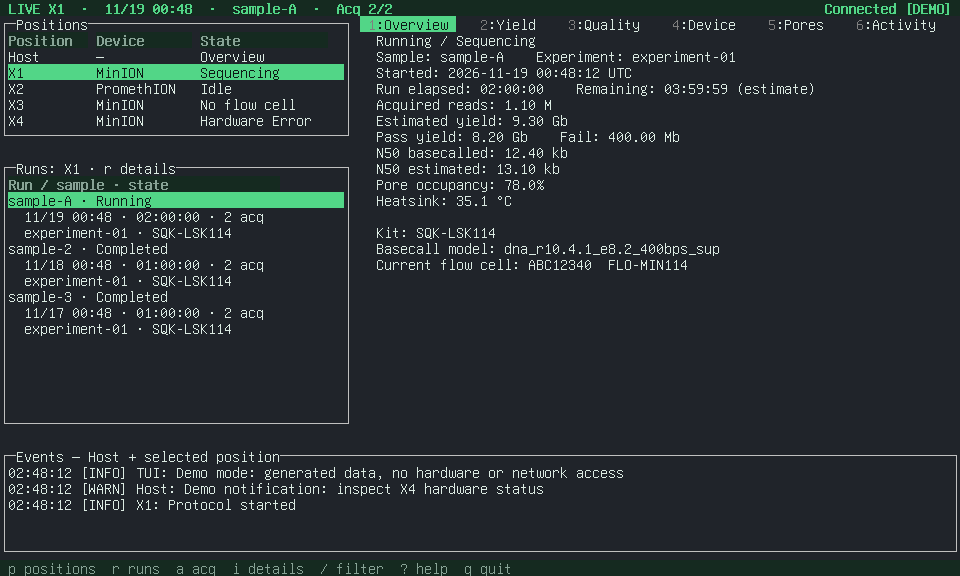 LIVE X1 · 11/19 00:48 · sample-A · Acq 2/2 Connected [DEMO]
Positions
Position Device State
Host — Overview
X1 MinION Sequencing
X2 PromethION Idle
X3 MinION No flow cell
X4 MinION Hardware Error
Runs: X1 · r details
Run / sample · state
sample-A · Running
11/19 00:48 · 02:00:00 · 2 acq
experiment-01 · SQK-LSK114
sample-2 · Completed
11/18 00:48 · 01:00:00 · 2 acq
experiment-01 · SQK-LSK114
sample-3 · Completed
11/17 00:48 · 01:00:00 · 2 acq
experiment-01 · SQK-LSK114
1:Overview 2:Yield 3:Quality 4:Device 5:Pores 6:Activity
Running / Sequencing
Sample: sample-A Experiment: experiment-01
Started: 2026-11-19 00:48:12 UTC
Run elapsed: 02:00:00 Remaining: 03:59:59 (estimate)
Acquired reads: 1.10 M
Estimated yield: 9.30 Gb
Pass yield: 8.20 Gb Fail: 400.00 Mb
N50 basecalled: 12.40 kb
N50 estimated: 13.10 kb
Pore occupancy: 78.0%
Heatsink: 35.1 °C
Kit: SQK-LSK114
Basecall model: dna_r10.4.1_e8.2_400bps_sup
Current flow cell: ABC12340 FLO-MIN114
Events — Host + selected position
02:48:12 [INFO] TUI: Demo mode: generated data, no hardware or network access
02:48:12 [WARN] Host: Demo notification: inspect X4 hardware status
02:48:12 [INFO] X1: Protocol started
p positions r runs a acq i details / filter ? help q quit